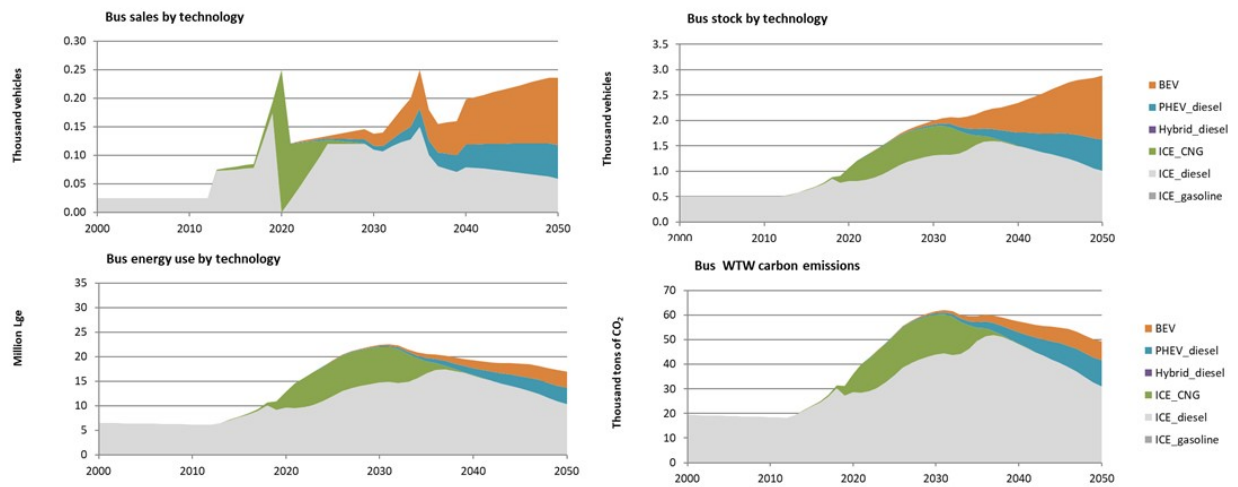 Bus sales by technology
Thousand vehicles
0.30
0.25
0.20
0.15
0.10
0.05
0.00
2000 2010 2020 2030 2040 2050
Bus stock by technology
Thousand vehicles
3.5
3.0
2.5
2.0
1.5
1.0
0.5
0.0
2000 2010 2020 2030 2040 2050
BEV
PHEV_diesel
Hybrid_diesel
ICE_CNG
ICE_diesel
ICE_gasoline
Bus energy use by technology
Million Lge
35
30
25
20
15
10
5
0
2000 2010 2020 2030 2040 2050
Bus WTW carbon emissions
Thousand tons of CO₂
70
60
50
40
30
20
10
0
2000 2010 2020 2030 2040 2050
BEV
PHEV_diesel
Hybrid_diesel
ICE_CNG
ICE_diesel
ICE_gasoline